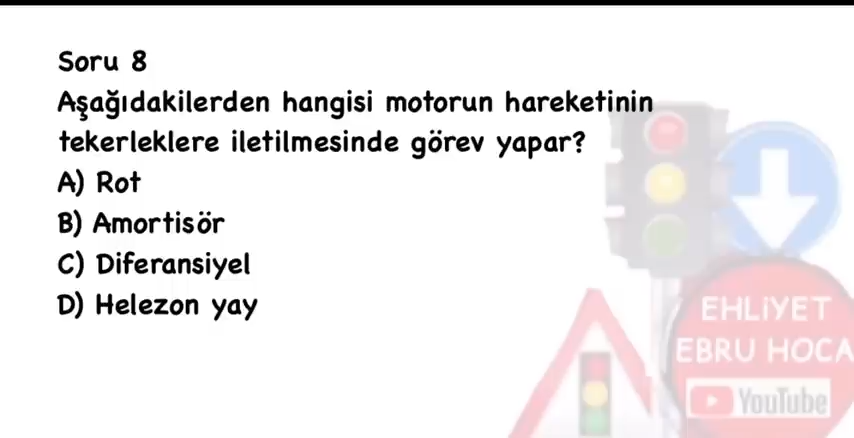 Soru 8
Aşağıdakilerden hangisi motorun hareketinin
tekerleklere iletilmesinde görev yapar?
A) Rot
B) Amortisör
C) Diferansiyel
D) Helezon yay
EHLİYET
EBRU HOCA
YouTube